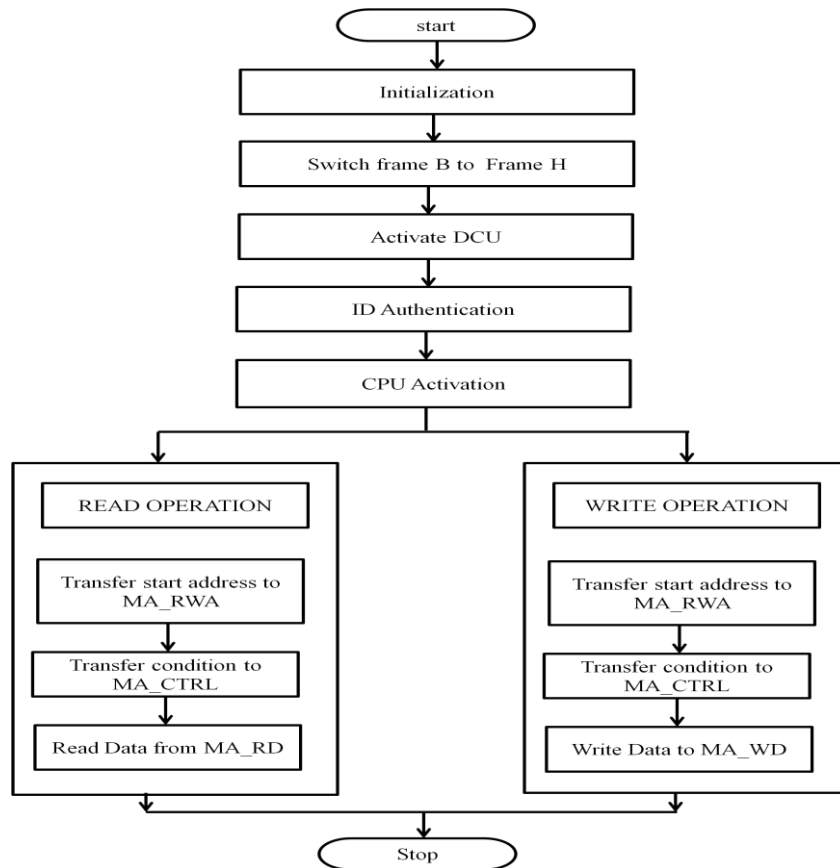 start
Initialization
Switch frame B to Frame H
Activate DCU
ID Authentication
CPU Activation
READ OPERATION
Transfer start address to
MA_RWA
Transfer condition to
MA_CTRL
Read Data from MA_RD
WRITE OPERATION
Transfer start address to
MA_RWA
Transfer condition to
MA_CTRL
Write Data to MA_WD
Stop